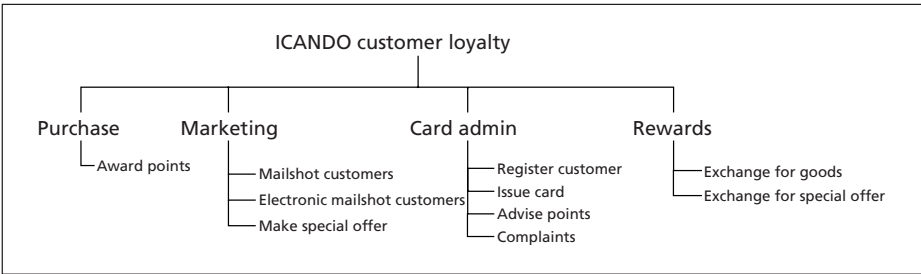 ICANDO customer loyalty
Purchase
Marketing
Card admin
Rewards
Award points
Mailshot customers
Electronic mailshot customers
Make special offer
Register customer
Issue card
Advise points
Complaints
Exchange for goods
Exchange for special offer